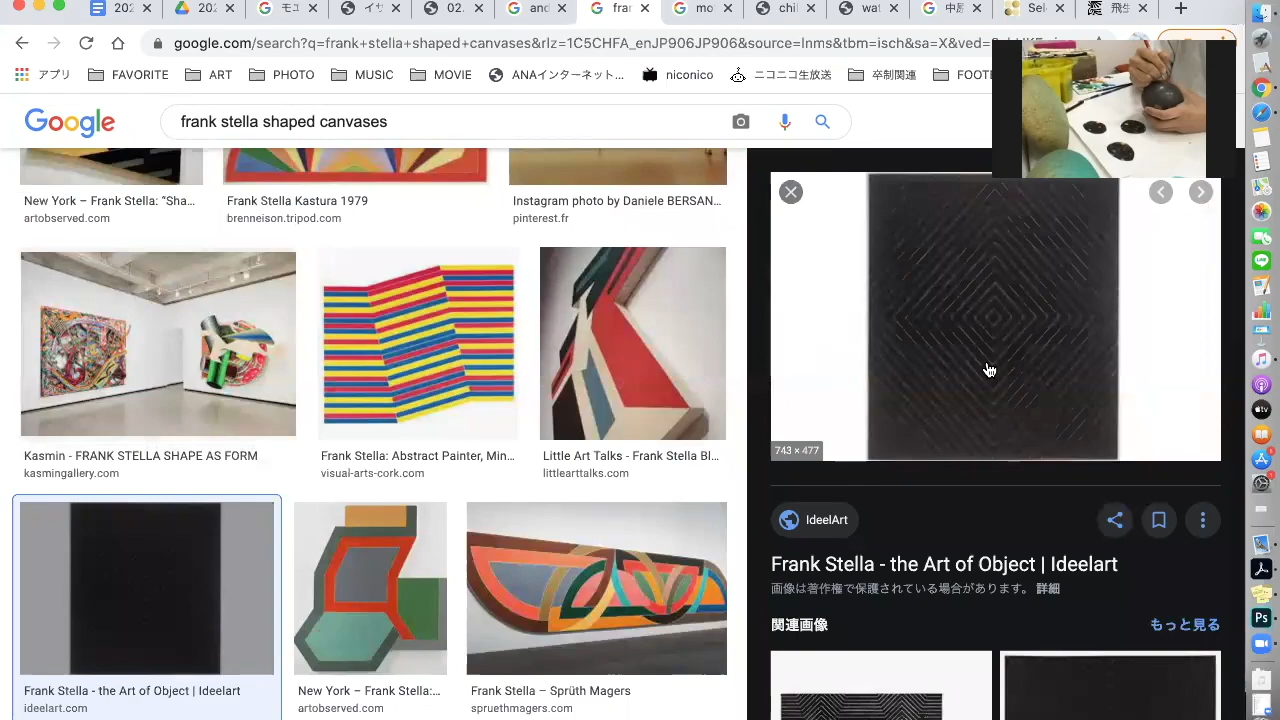 202
202
モユ
イサ
02.
and
frar
mo
chil
wat
中原
Sel
飛生
google.com/search?q=frank+stella+shaped+canvases&rlz=1C5CHFA_enJP906JP906&source=lnms&tbm=isch&sa=X&ved=
アプリ
FAVORITE
ART
PHOTO
MUSIC
MOVIE
ANAインターネット...
niconico
ニコニコ生放送
卒制関連
FOOT
Google
frank stella shaped canvases
New York – Frank Stella: “Sha...
artobserved.com
Frank Stella Kastura 1979
brenneison.tripod.com
Instagram photo by Daniele BERSAN...
pinterest.fr
Kasmin - FRANK STELLA SHAPE AS FORM
kasmingallery.com
Frank Stella: Abstract Painter, Min...
visual-arts-cork.com
Little Art Talks - Frank Stella Bl...
littlearttalks.com
743 × 477
IdeelArt
Frank Stella - the Art of Object | Ideelart
画像は著作権で保護されている場合があります。 詳細
関連画像
もっと見る
Frank Stella - the Art of Object | Ideelart
ideelart.com
New York – Frank Stella:...
artobserved.com
Frank Stella – Sprüth Magers
spruethmagers.com
tv
LINE
Ps